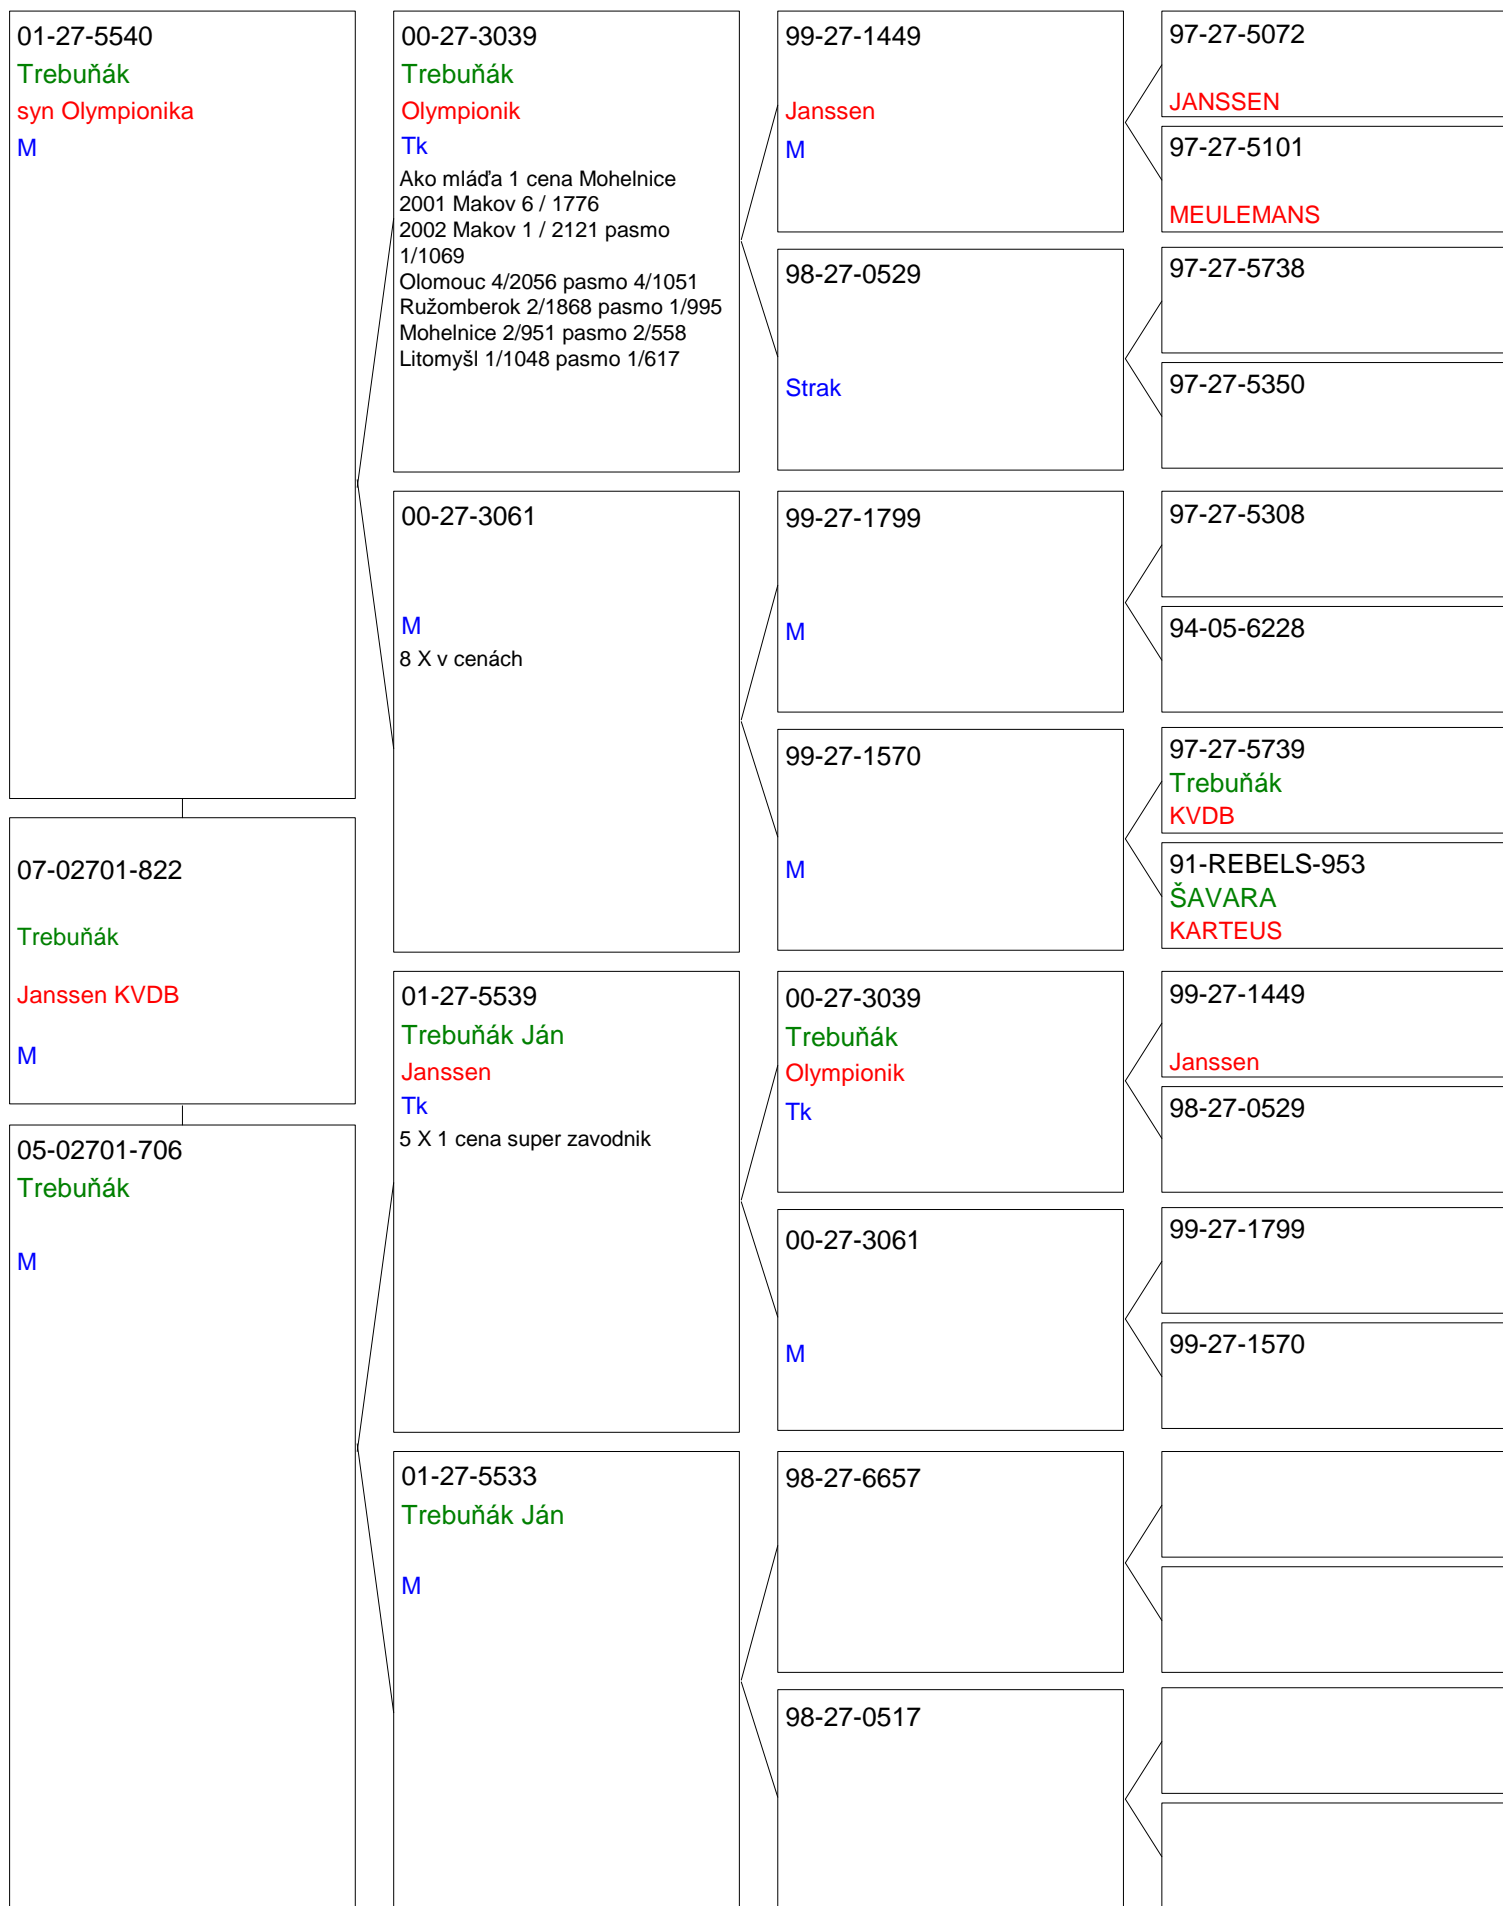 01-27-5540
Trebuňák
syn Olympionika
M
07-02701-822
Trebuňák
Janssen KVDB
M
05-02701-706
Trebuňák
M
00-27-3039
Trebuňák
Olympionik
Tk
Ako mláďa 1 cena Mohelnice
2001 Makov 6 / 1776
2002 Makov 1 / 2121 pasmo
1/1069
Olomouc 4/2056 pasmo 4/1051
Ružomberok 2/1868 pasmo 1/995
Mohelnice 2/951 pasmo 2/558
Litomyšl 1/1048 pasmo 1/617
00-27-3061
M
8 X v cenách
01-27-5539
Trebuňák Ján
Janssen
Tk
5 X 1 cena super zavodnik
01-27-5533
Trebuňák Ján
M
99-27-1449
Janssen
M
98-27-0529
Strak
99-27-1799
M
99-27-1570
M
00-27-3039
Trebuňák
Olympionik
Tk
00-27-3061
M
98-27-6657
98-27-0517
97-27-5072
JANSSEN
97-27-5101
MEULEMANS
97-27-5738
97-27-5350
97-27-5308
94-05-6228
97-27-5739
Trebuňák
KVDB
91-REBELS-953
ŠAVARA
KARTEUS
99-27-1449
Janssen
98-27-0529
99-27-1799
99-27-1570